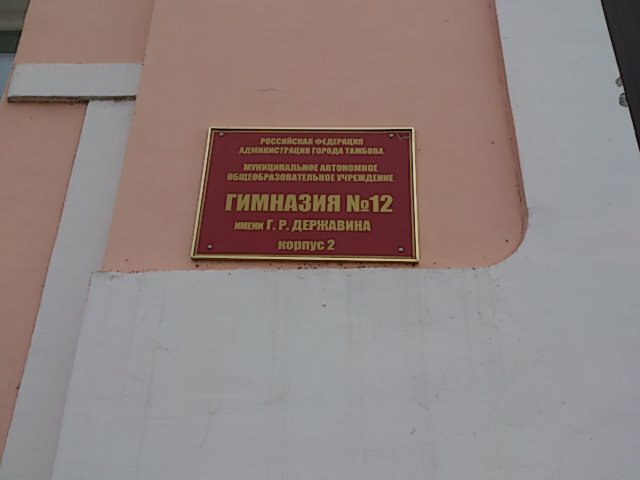 РОССИЙСКАЯ ФЕДЕРАЦИЯ
АДМИНИСТРАЦИЯ ГОРОДА ТАМБОВА
МУНИЦИПАЛЬНОЕ АВТОНОМНОЕ
ОБЩЕОБРАЗОВАТЕЛЬНОЕ УЧРЕЖДЕНИЕ
ГИМНАЗИЯ №12
ИМЕНИ Г. Р. ДЕРЖАВИНА
корпус 2